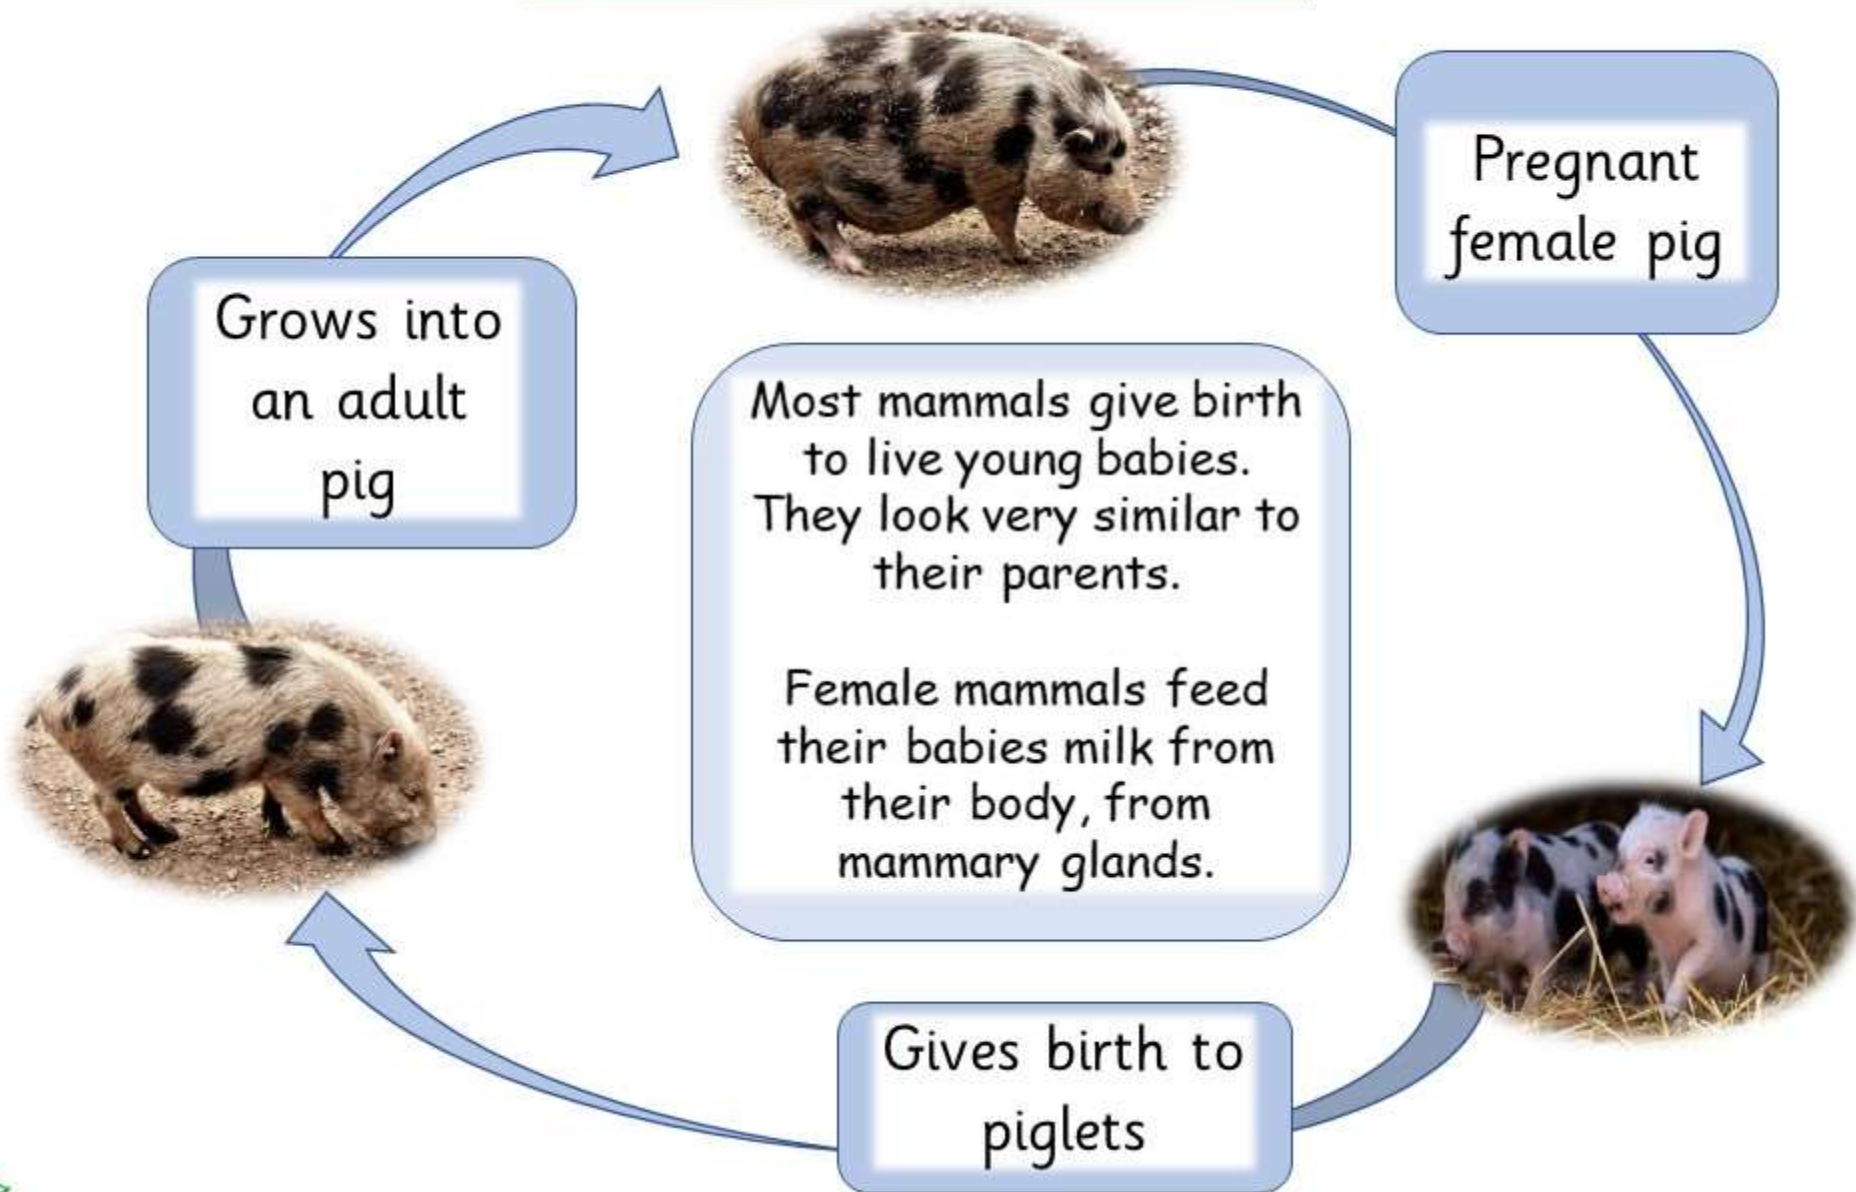 Pregnant
female pig
Grows into
an adult
pig
Most mammals give birth
to live young babies.
They look very similar to
their parents.
Female mammals feed
their babies milk from
their body, from
mammary glands.
Gives birth to
piglets